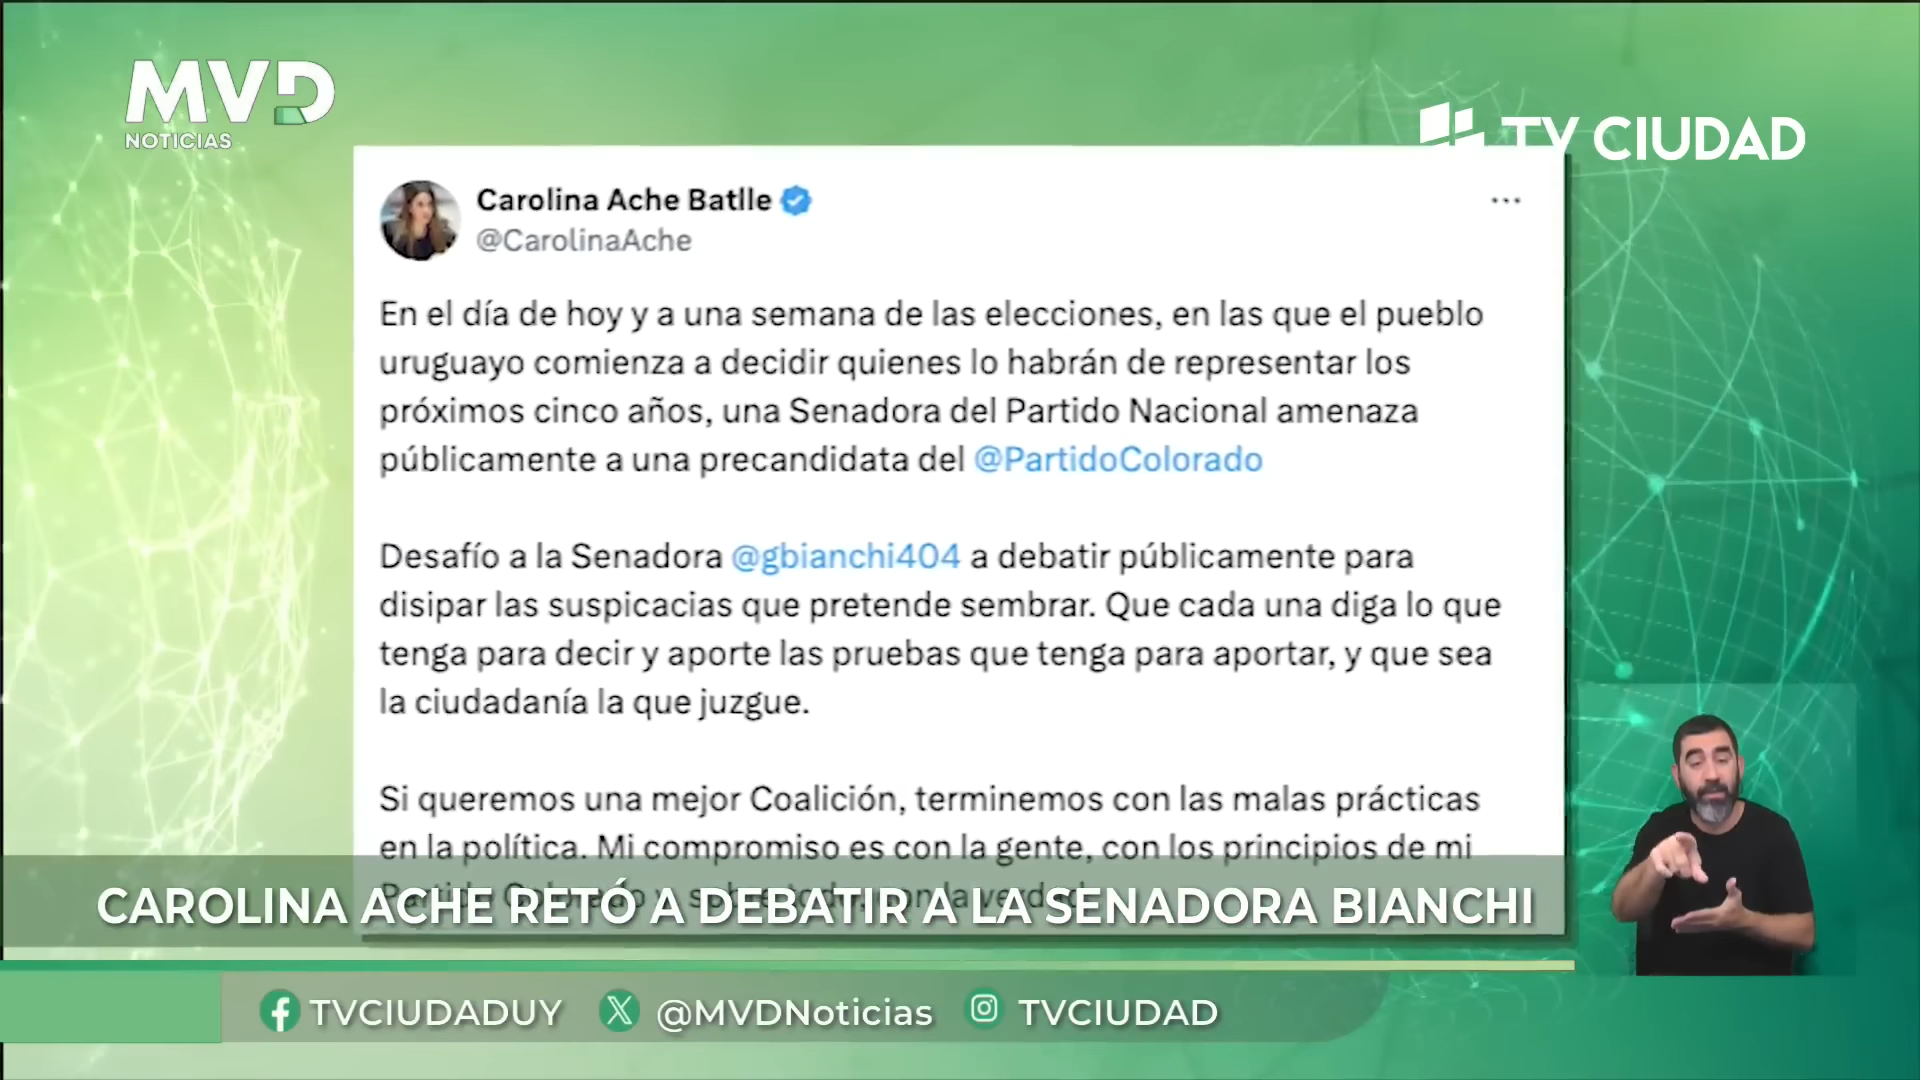 MVD
NOTICIAS
TV CIUDAD
Carolina Ache Batlle
@CarolinaAche
En el día de hoy y a una semana de las elecciones, en las que el pueblo
uruguayo comienza a decidir quienes lo habrán de representar los
próximos cinco años, una Senadora del Partido Nacional amenaza
públicamente a una precandidata del @PartidoColorado
Desafío a la Senadora @gbianchi404 a debatir públicamente para
disipar las suspicacias que pretende sembrar. Que cada una diga lo que
tenga para decir y aporte las pruebas que tenga para aportar, y que sea
la ciudadanía la que juzgue.
Si queremos una mejor Coalición, terminemos con las malas prácticas
en la política. Mi compromiso es con la gente, con los principios de mi
CAROLINA ACHE RETÓ A DEBATIR A LA SENADORA BIANCHI
TVCIUDADUY @MVDNoticias TVCIUDAD